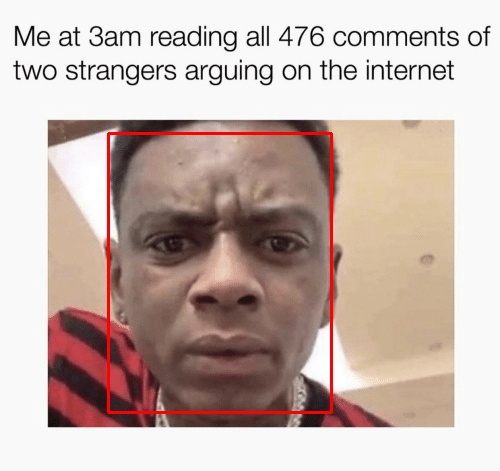 Me at 3am reading all 476 comments of
two strangers arguing on the internet